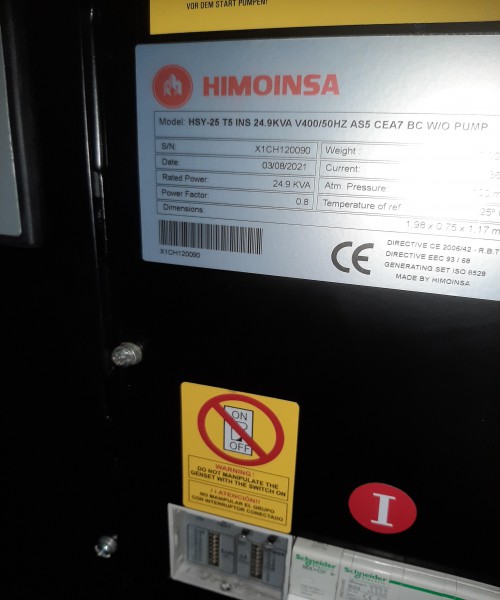 VOR DEM START PUMPEN!
HIMOINSA
Model: HSY-25 T5 INS 24.9KVA V400/50HZ AS5 CEA7 BC W/O PUMP
S/N: X1CH120090 Weight :
Date: 03/08/2021 Current:
Rated Power: 24.9 KVA Atm. Pressure:
Power Factor: 0.8 Temperature of ref. 25º
Dimensions: 1.98 x 0.75 x 1.17 m
X1CH120090
CE
DIRECTIVE CE 2006/42 - R.B.T
DIRECTIVE EEC 93 / 68
GENERATING SET ISO 8528
MADE BY HIMOINSA
ON
OFF
WARNING:
DO NOT MANIPULATE THE
GENSET WITH THE SWITCH ON
¡ ATENCIÓN!
NO MANIPULAR EL GRUPO
CON INTERRUPTOR CONECTADO
I
Schneider
Schneider